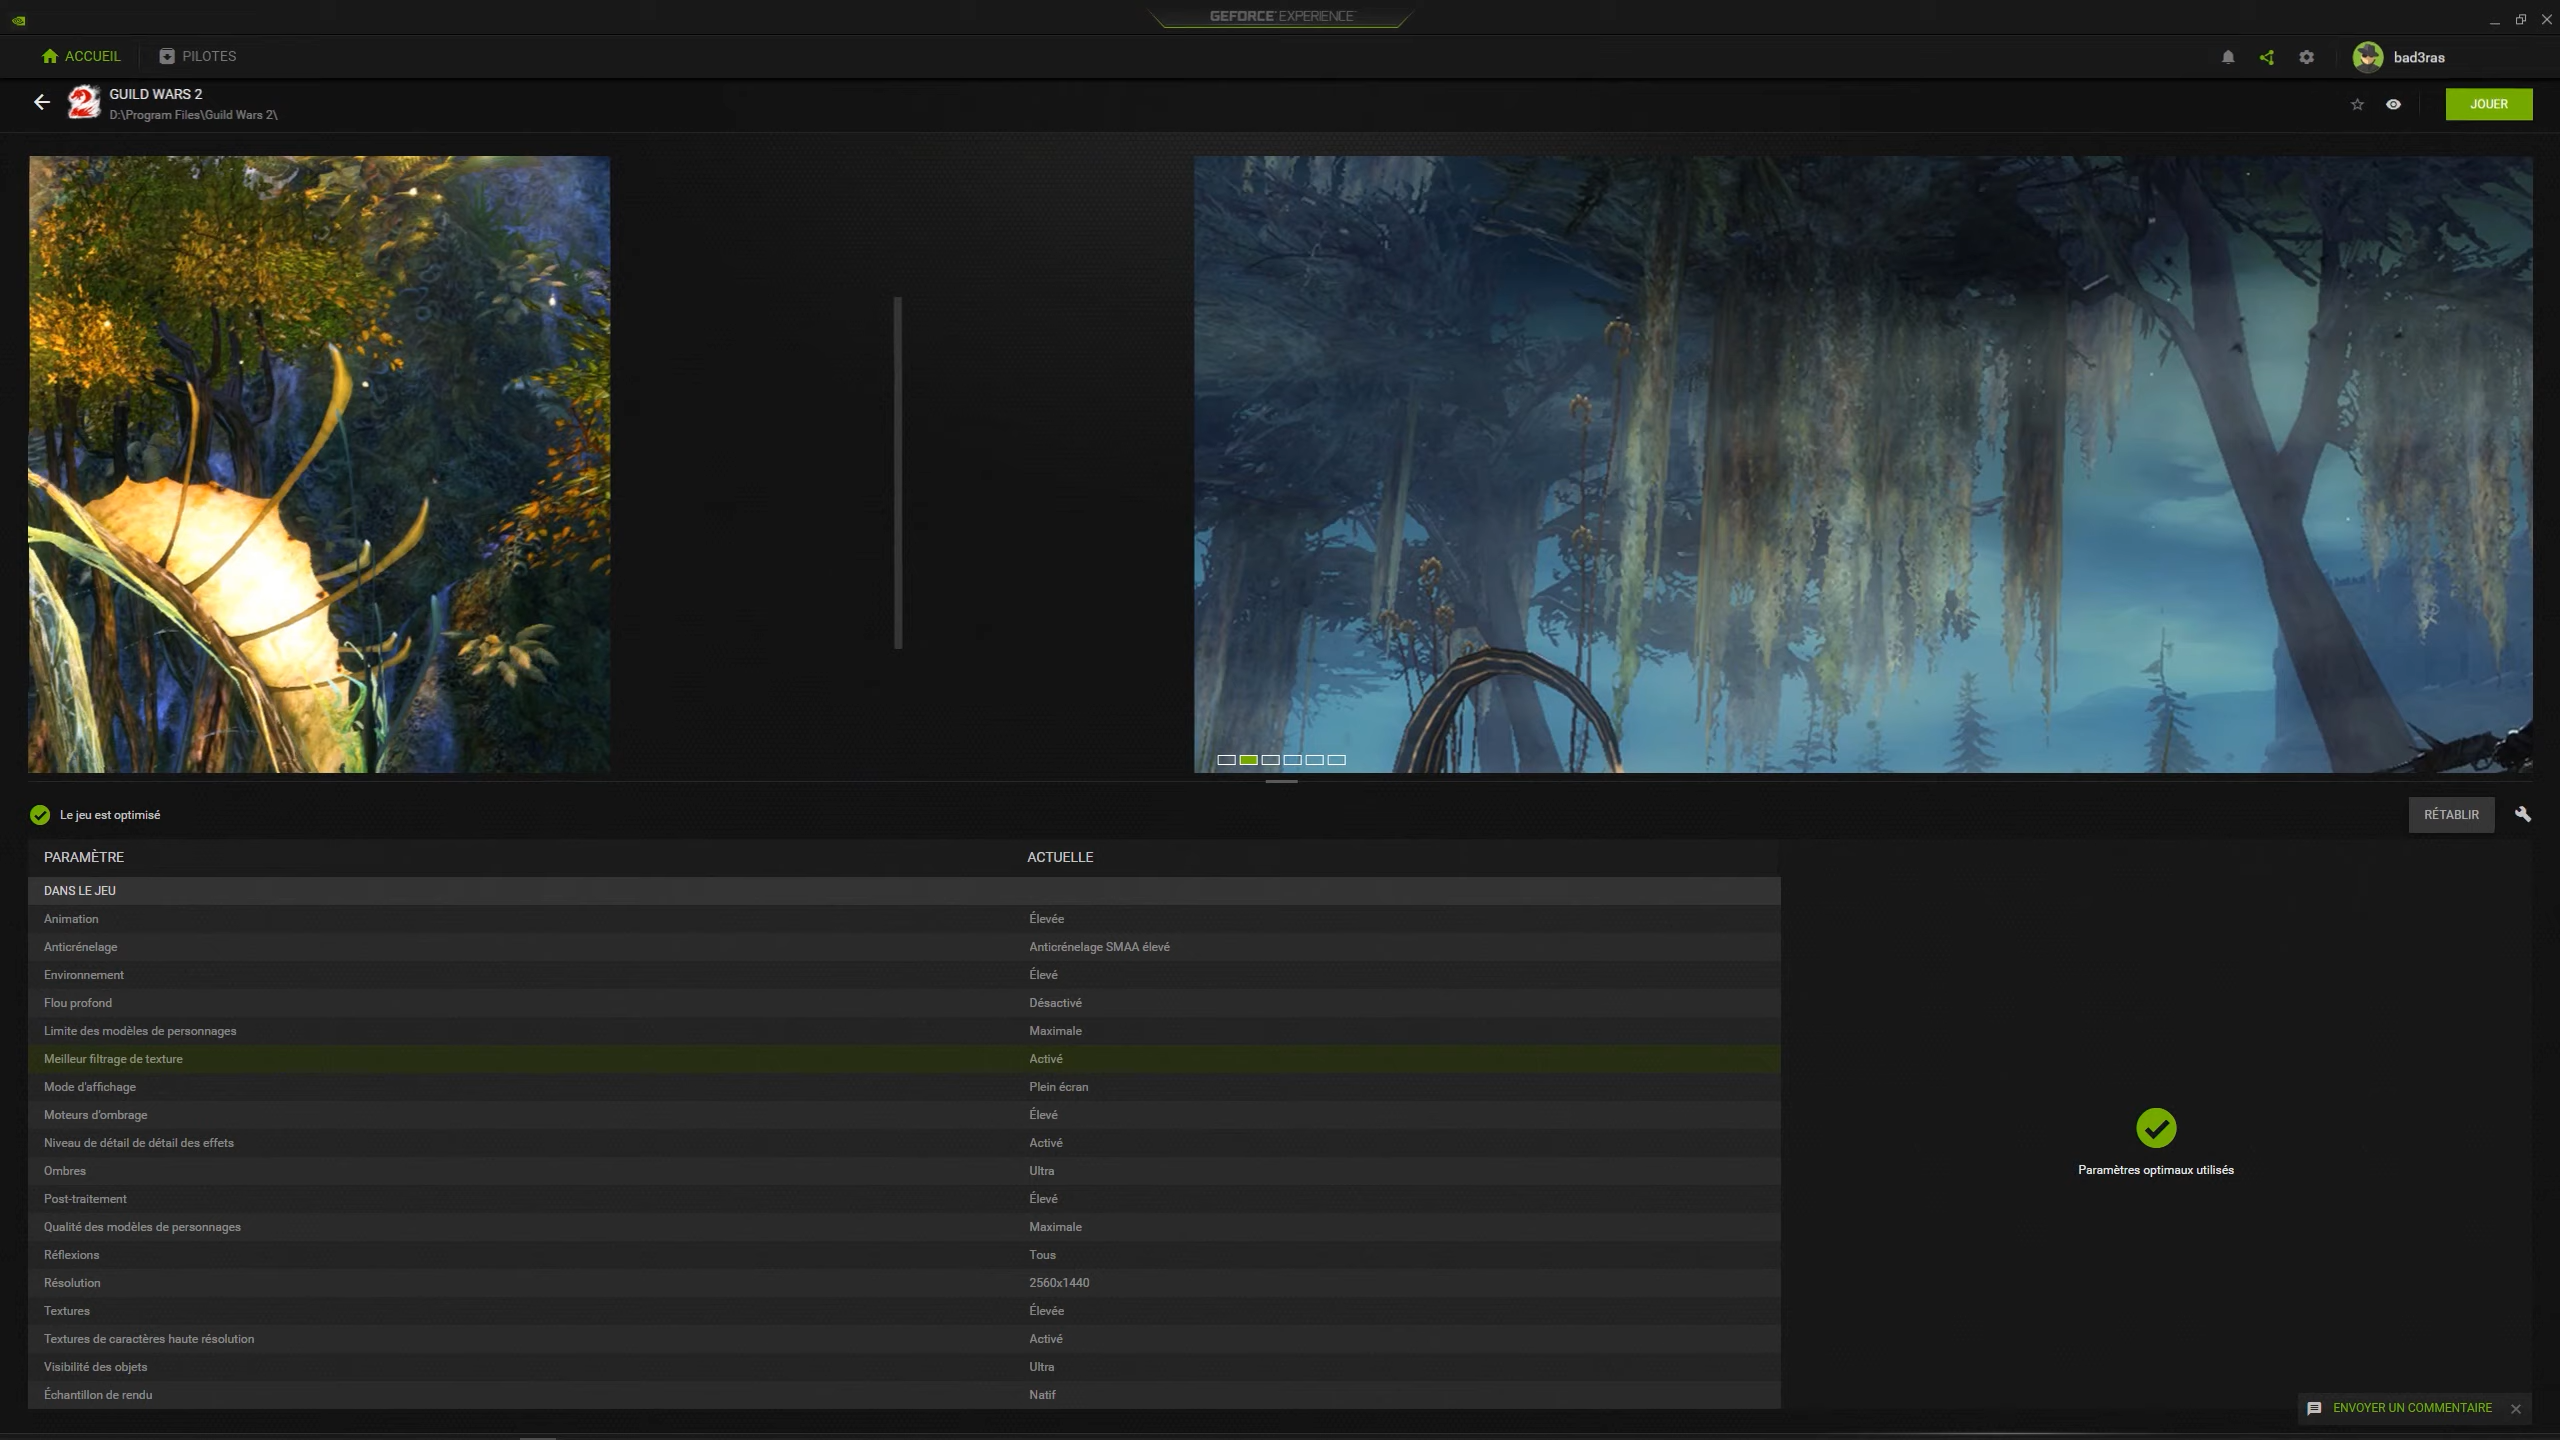 GEFORCE EXPERIENCE
ACCUEIL
PILOTES
bad3ras
GUILD WARS 2
D:\Program Files\Guild Wars 2\
JOUER
Le jeu est optimisé
RÉTABLIR
PARAMÈTRE ACTUELLE
DANS LE JEU
Animation Élevée
Anticrénelage Anticrénelage SMAA élevé
Environnement Élevé
Flou profond Désactivé
Limite des modèles de personnages Maximale
Meilleur filtrage de texture Activé
Mode d'affichage Plein écran
Moteurs d'ombrage Élevé
Niveau de détail de détail des effets Activé
Ombres Ultra
Post-traitement Élevé
Qualité des modèles de personnages Maximale
Réflexions Tous
Résolution 2560x1440
Textures Élevée
Textures de caractères haute résolution Activé
Visibilité des objets Ultra
Échantillon de rendu Natif
Paramètres optimaux utilisés
ENVOYER UN COMMENTAIRE